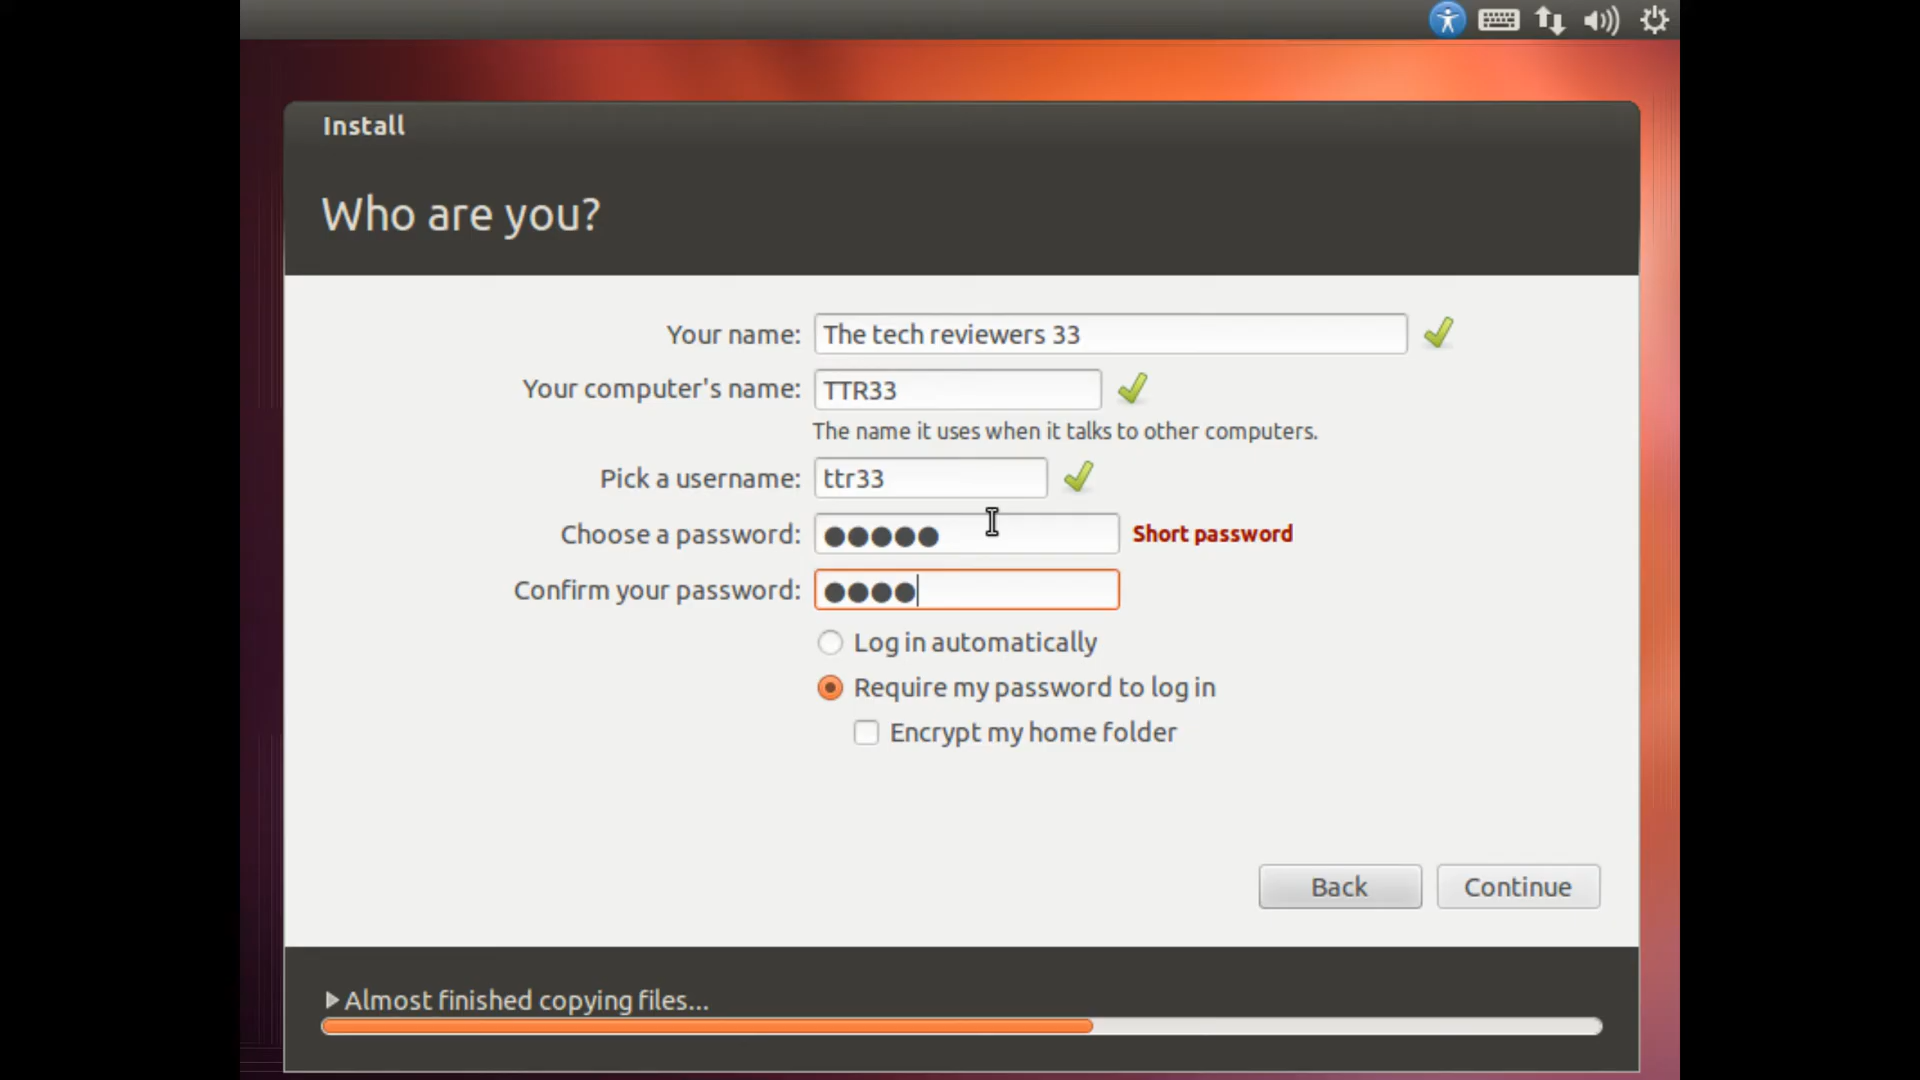 Install
Who are you?
Your name: The tech reviewers 33
Your computer's name: TTR33
The name it uses when it talks to other computers.
Pick a username: ttr33
Choose a password: ●●●●● Short password
Confirm your password: ●●●●
Log in automatically
Require my password to log in
Encrypt my home folder
Back Continue
Almost finished copying files...